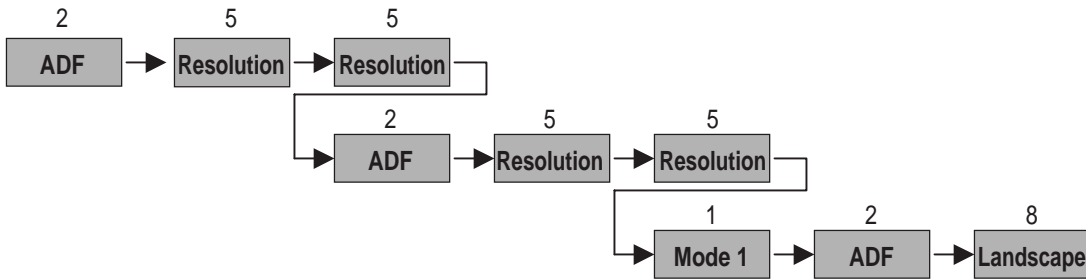 2 5 5
ADF Resolution Resolution
2 5 5
ADF Resolution Resolution
1 2 8
Mode 1 ADF Landscape